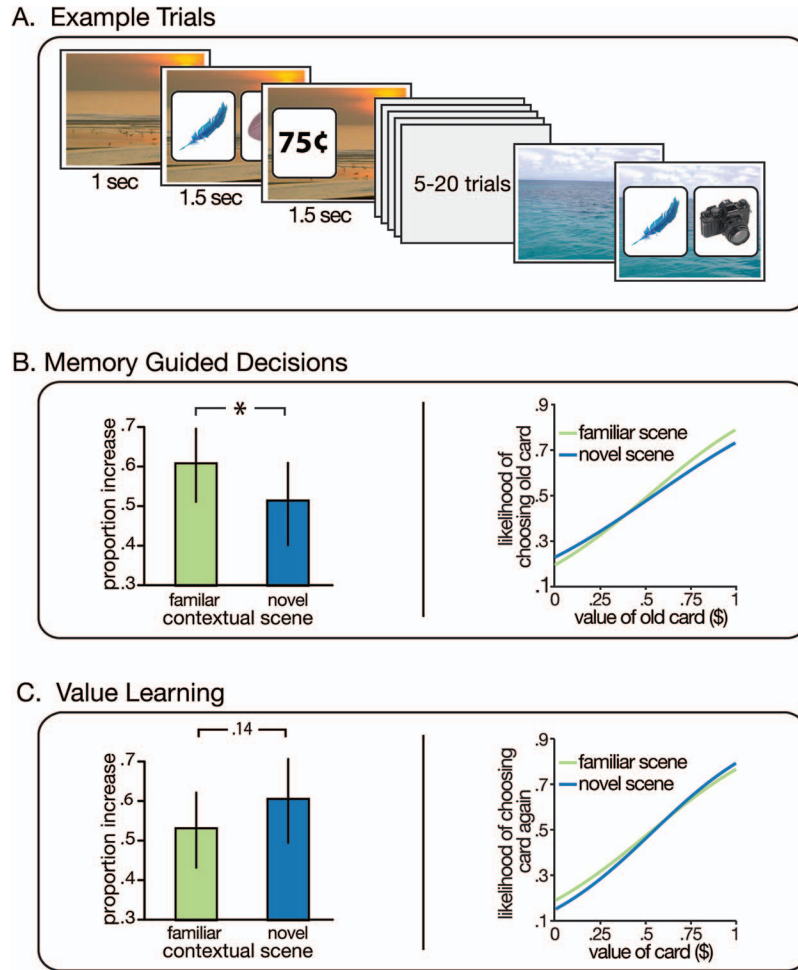 A. Example Trials
75¢
5-20 trials
1 sec
1.5 sec
1.5 sec
B. Memory Guided Decisions
*
.7
.6
.5
.4
.3
proportion increase
familar
novel
contextual scene
.9
.7
.5
.3
.1
likelihood of
choosing old card
familiar scene
novel scene
0
.25
.5
.75
1
value of old card ($)
C. Value Learning
.14
.7
.6
.5
.4
.3
proportion increase
familiar
novel
contextual scene
.9
.7
.5
.3
.1
likelihood of choosing
card again
familiar scene
novel scene
0
.25
.5
.75
1
value of card ($)